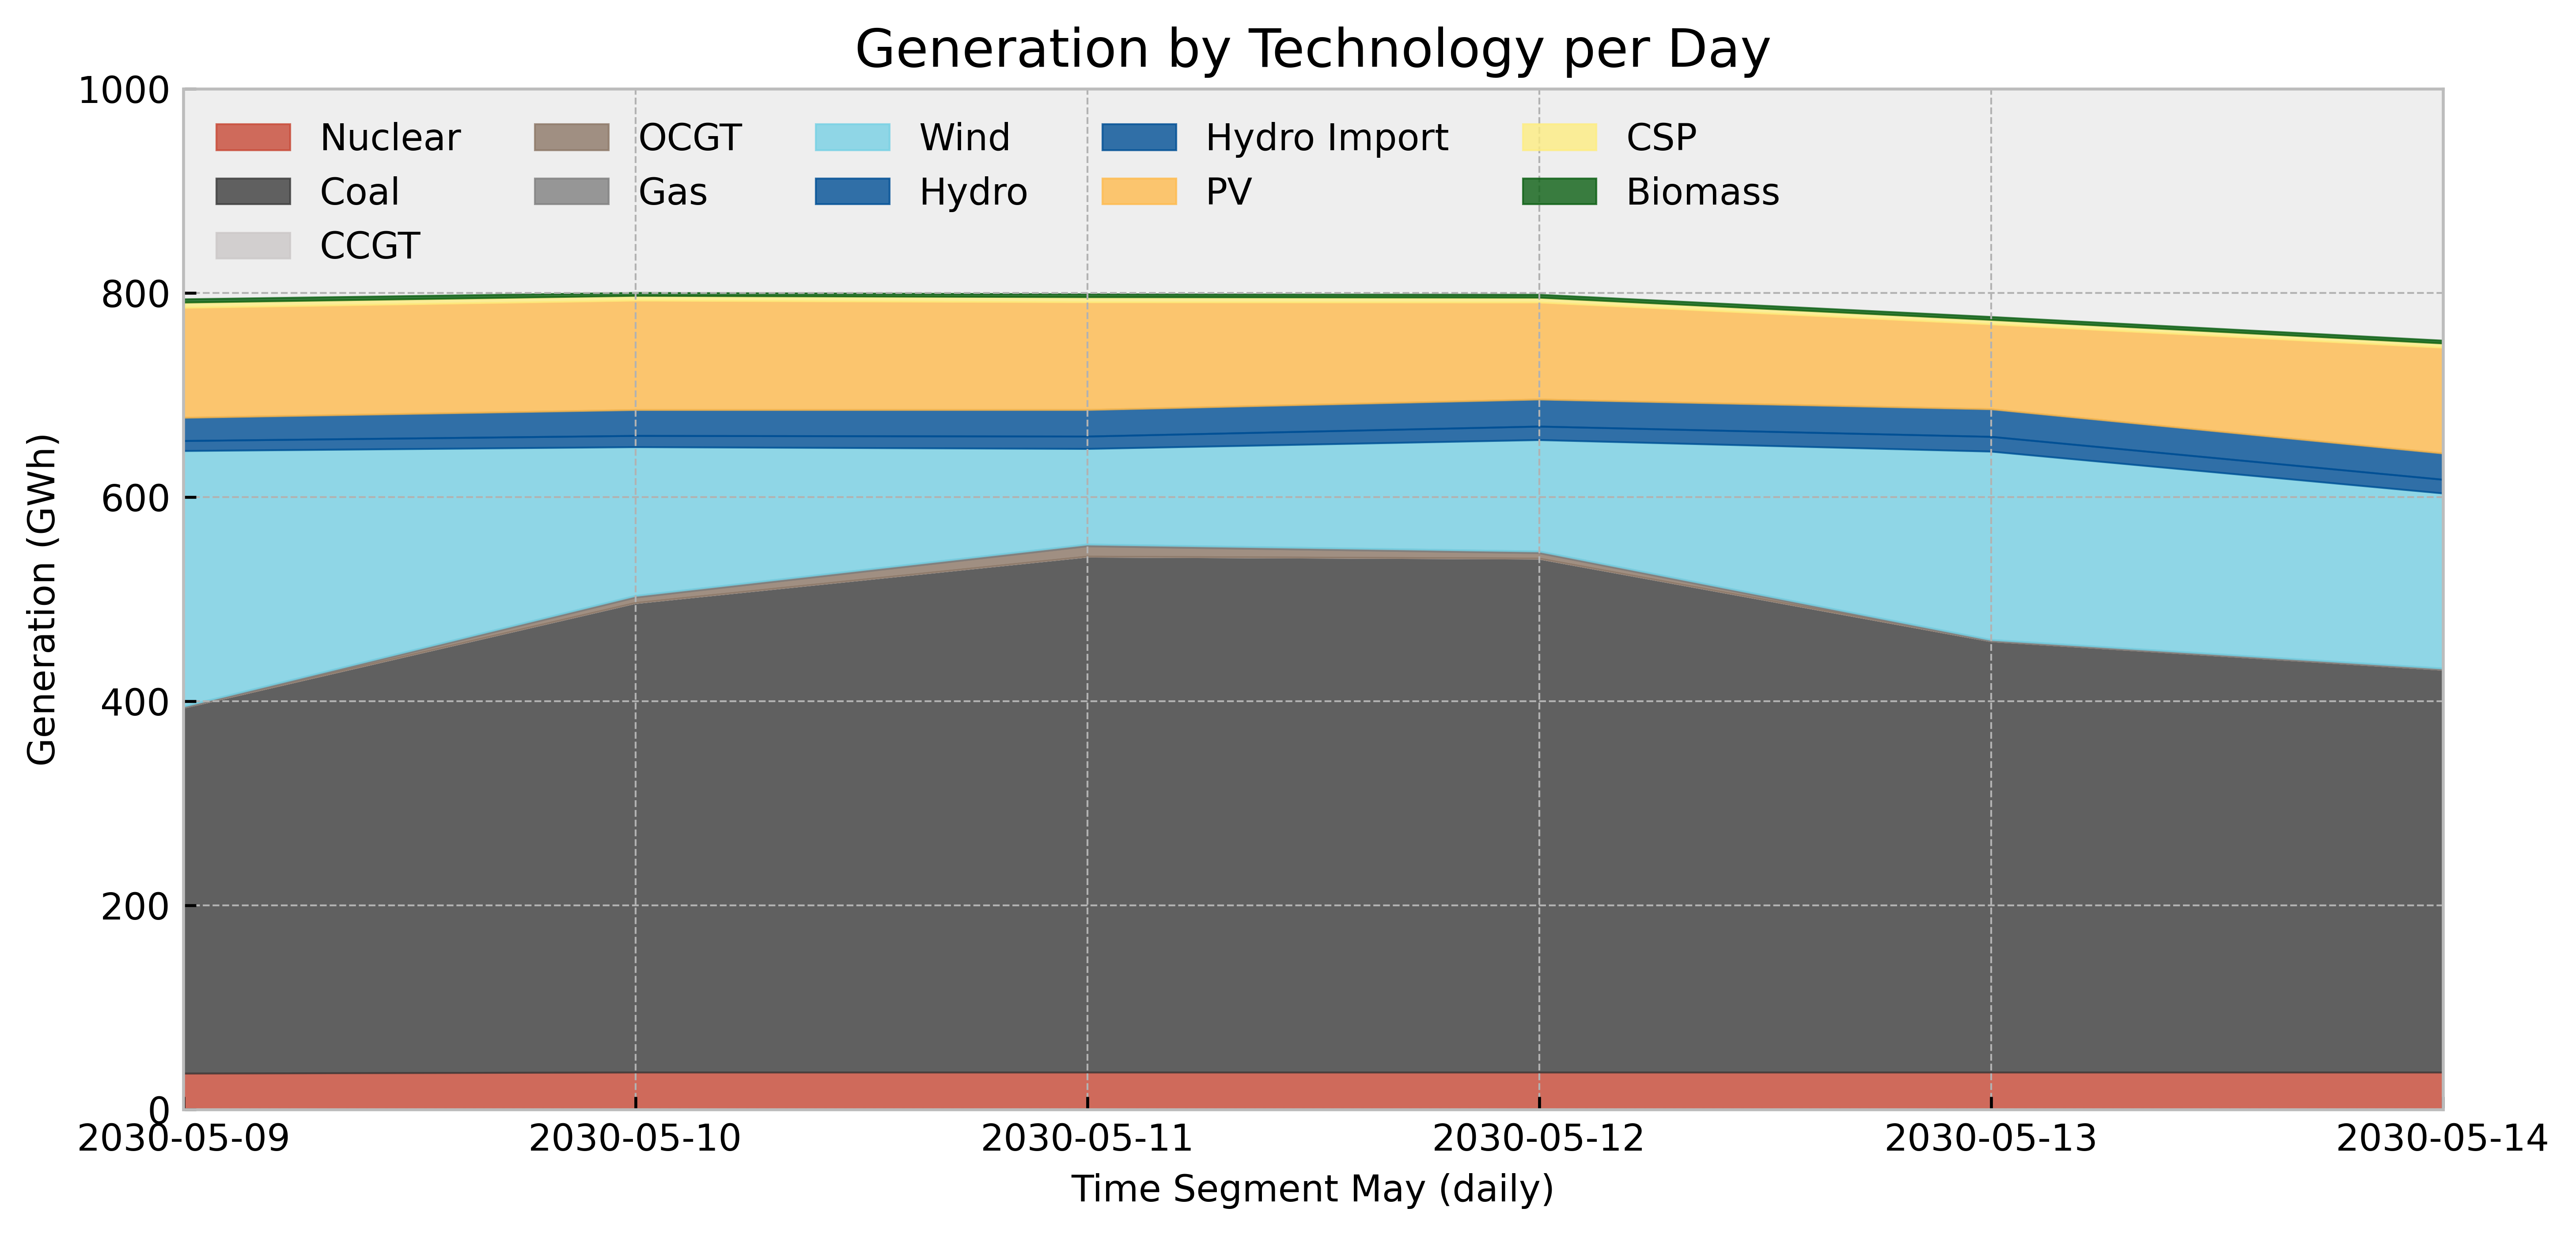 Generation by Technology per Day
1000
800
600
400
200
0
Generation (GWh)
Nuclear OCGT Wind Hydro Import CSP
Coal Gas Hydro PV Biomass
CCGT
2030-05-09 2030-05-10 2030-05-11 2030-05-12 2030-05-13 2030-05-14
Time Segment May (daily)